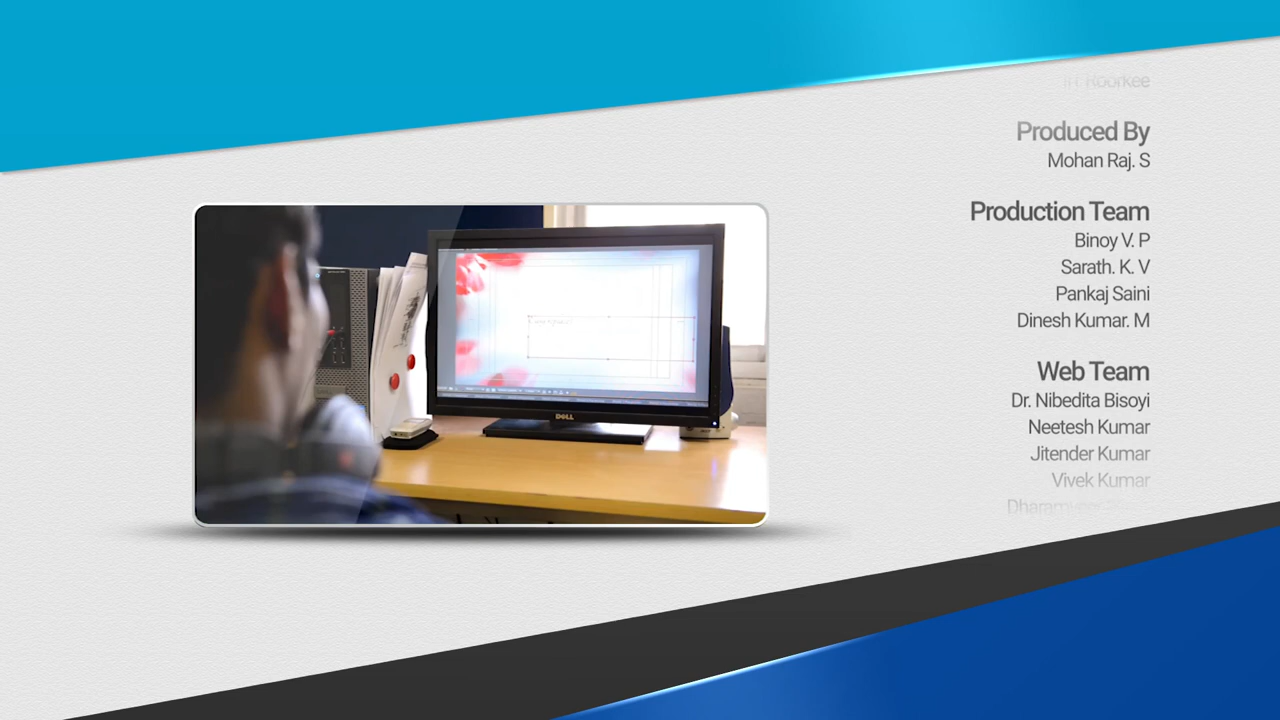 Roorkee
Produced By
Mohan Raj. S
Production Team
Binoy V. P
Sarath. K. V
Pankaj Saini
Dinesh Kumar. M
Web Team
Dr. Nibedita Bisoyi
Neetesh Kumar
Jitender Kumar
Vivek Kumar
DELL